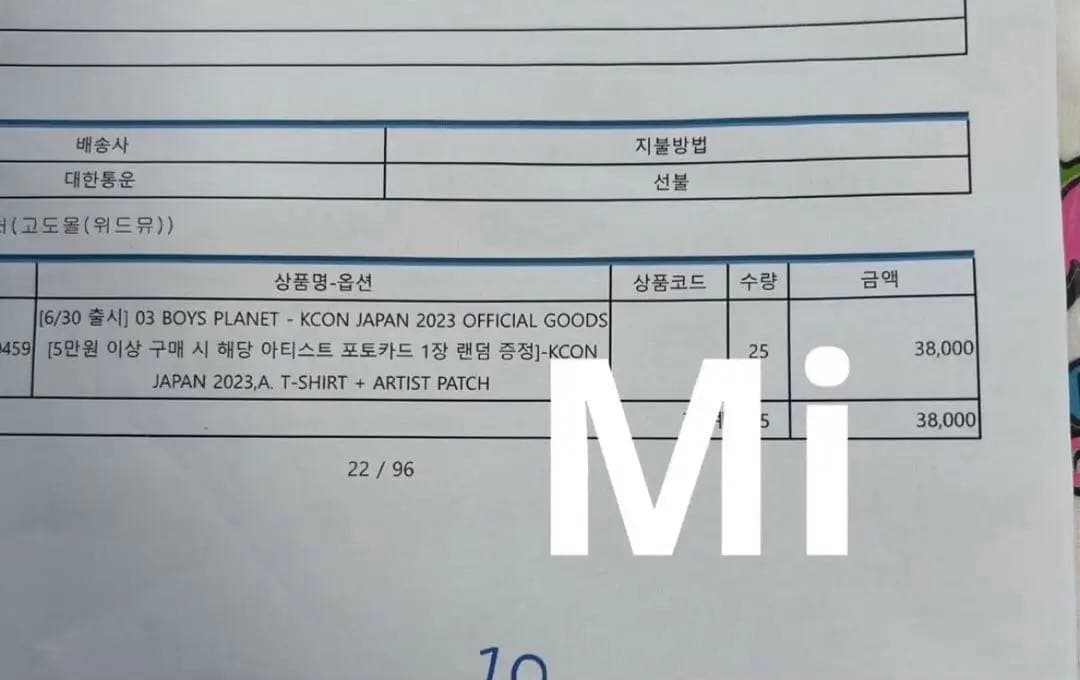 배송사 지불방법
대한통운 선불
(고도몰(위드뮤))
상품명-옵션 상품코드 수량 금액
[6/30 출시] 03 BOYS PLANET - KCON JAPAN 2023 OFFICIAL GOODS
459 [5만원 이상 구매 시 해당 아티스트 포토카드 1장 랜덤 증정]-KCON 25 38,000
JAPAN 2023,A. T-SHIRT + ARTIST PATCH
5 38,000
22 / 96
Mi